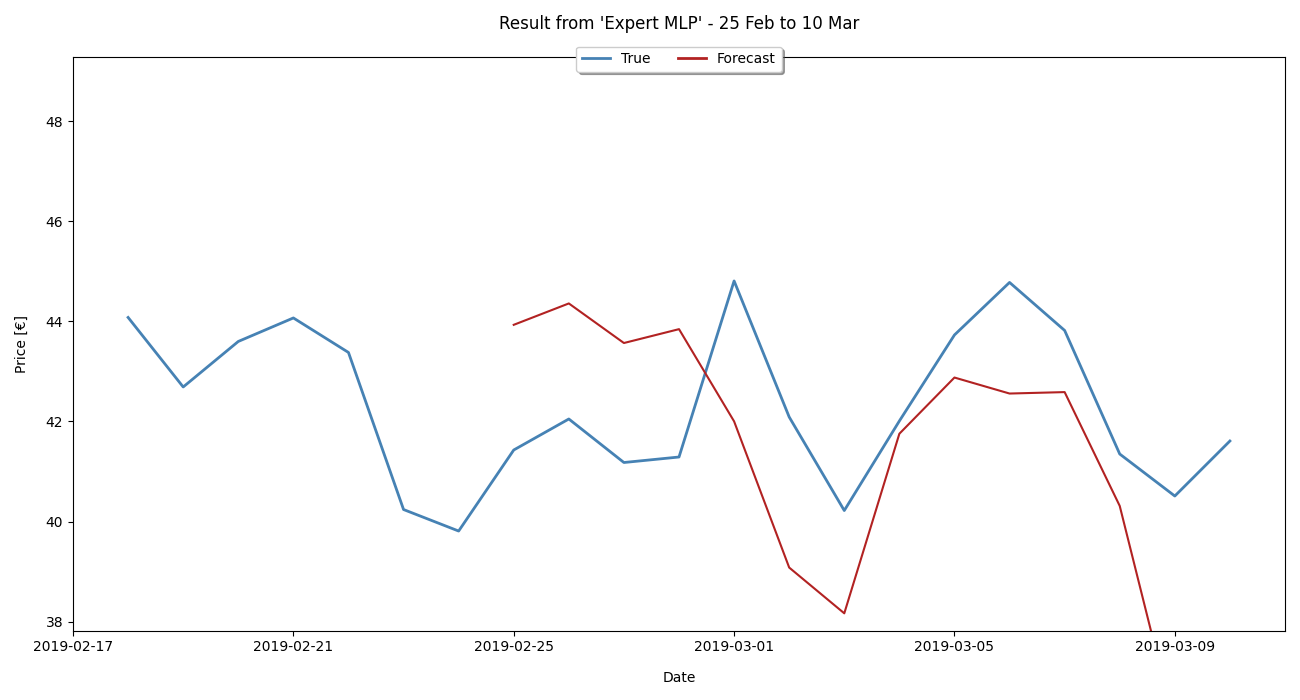 Result from 'Expert MLP' - 25 Feb to 10 Mar
True Forecast
48
46
44
42
40
38
Price [€]
2019-02-17 2019-02-21 2019-02-25 2019-03-01 2019-03-05 2019-03-09
Date